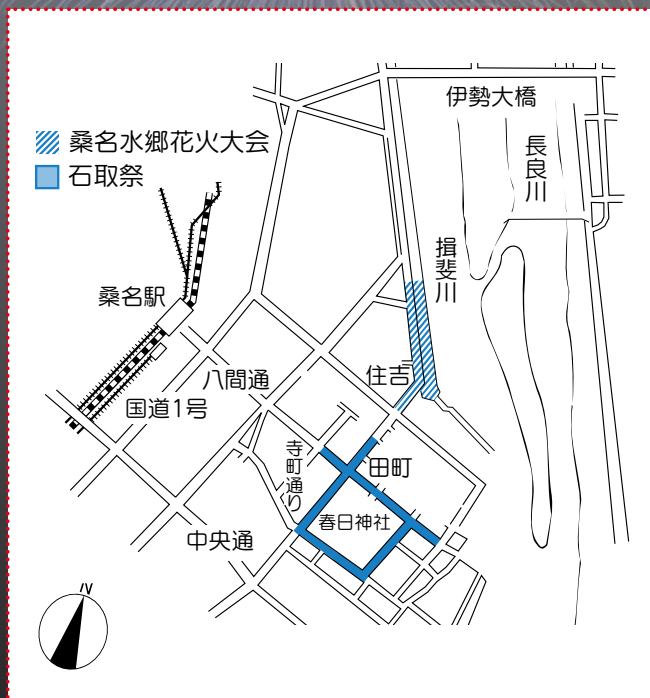 伊勢大橋
桑名水郷花火大会
石取祭
長良川
揖斐川
桑名駅
八間通
住吉
国道1号
寺町通り
田町
春日神社
中央通
N